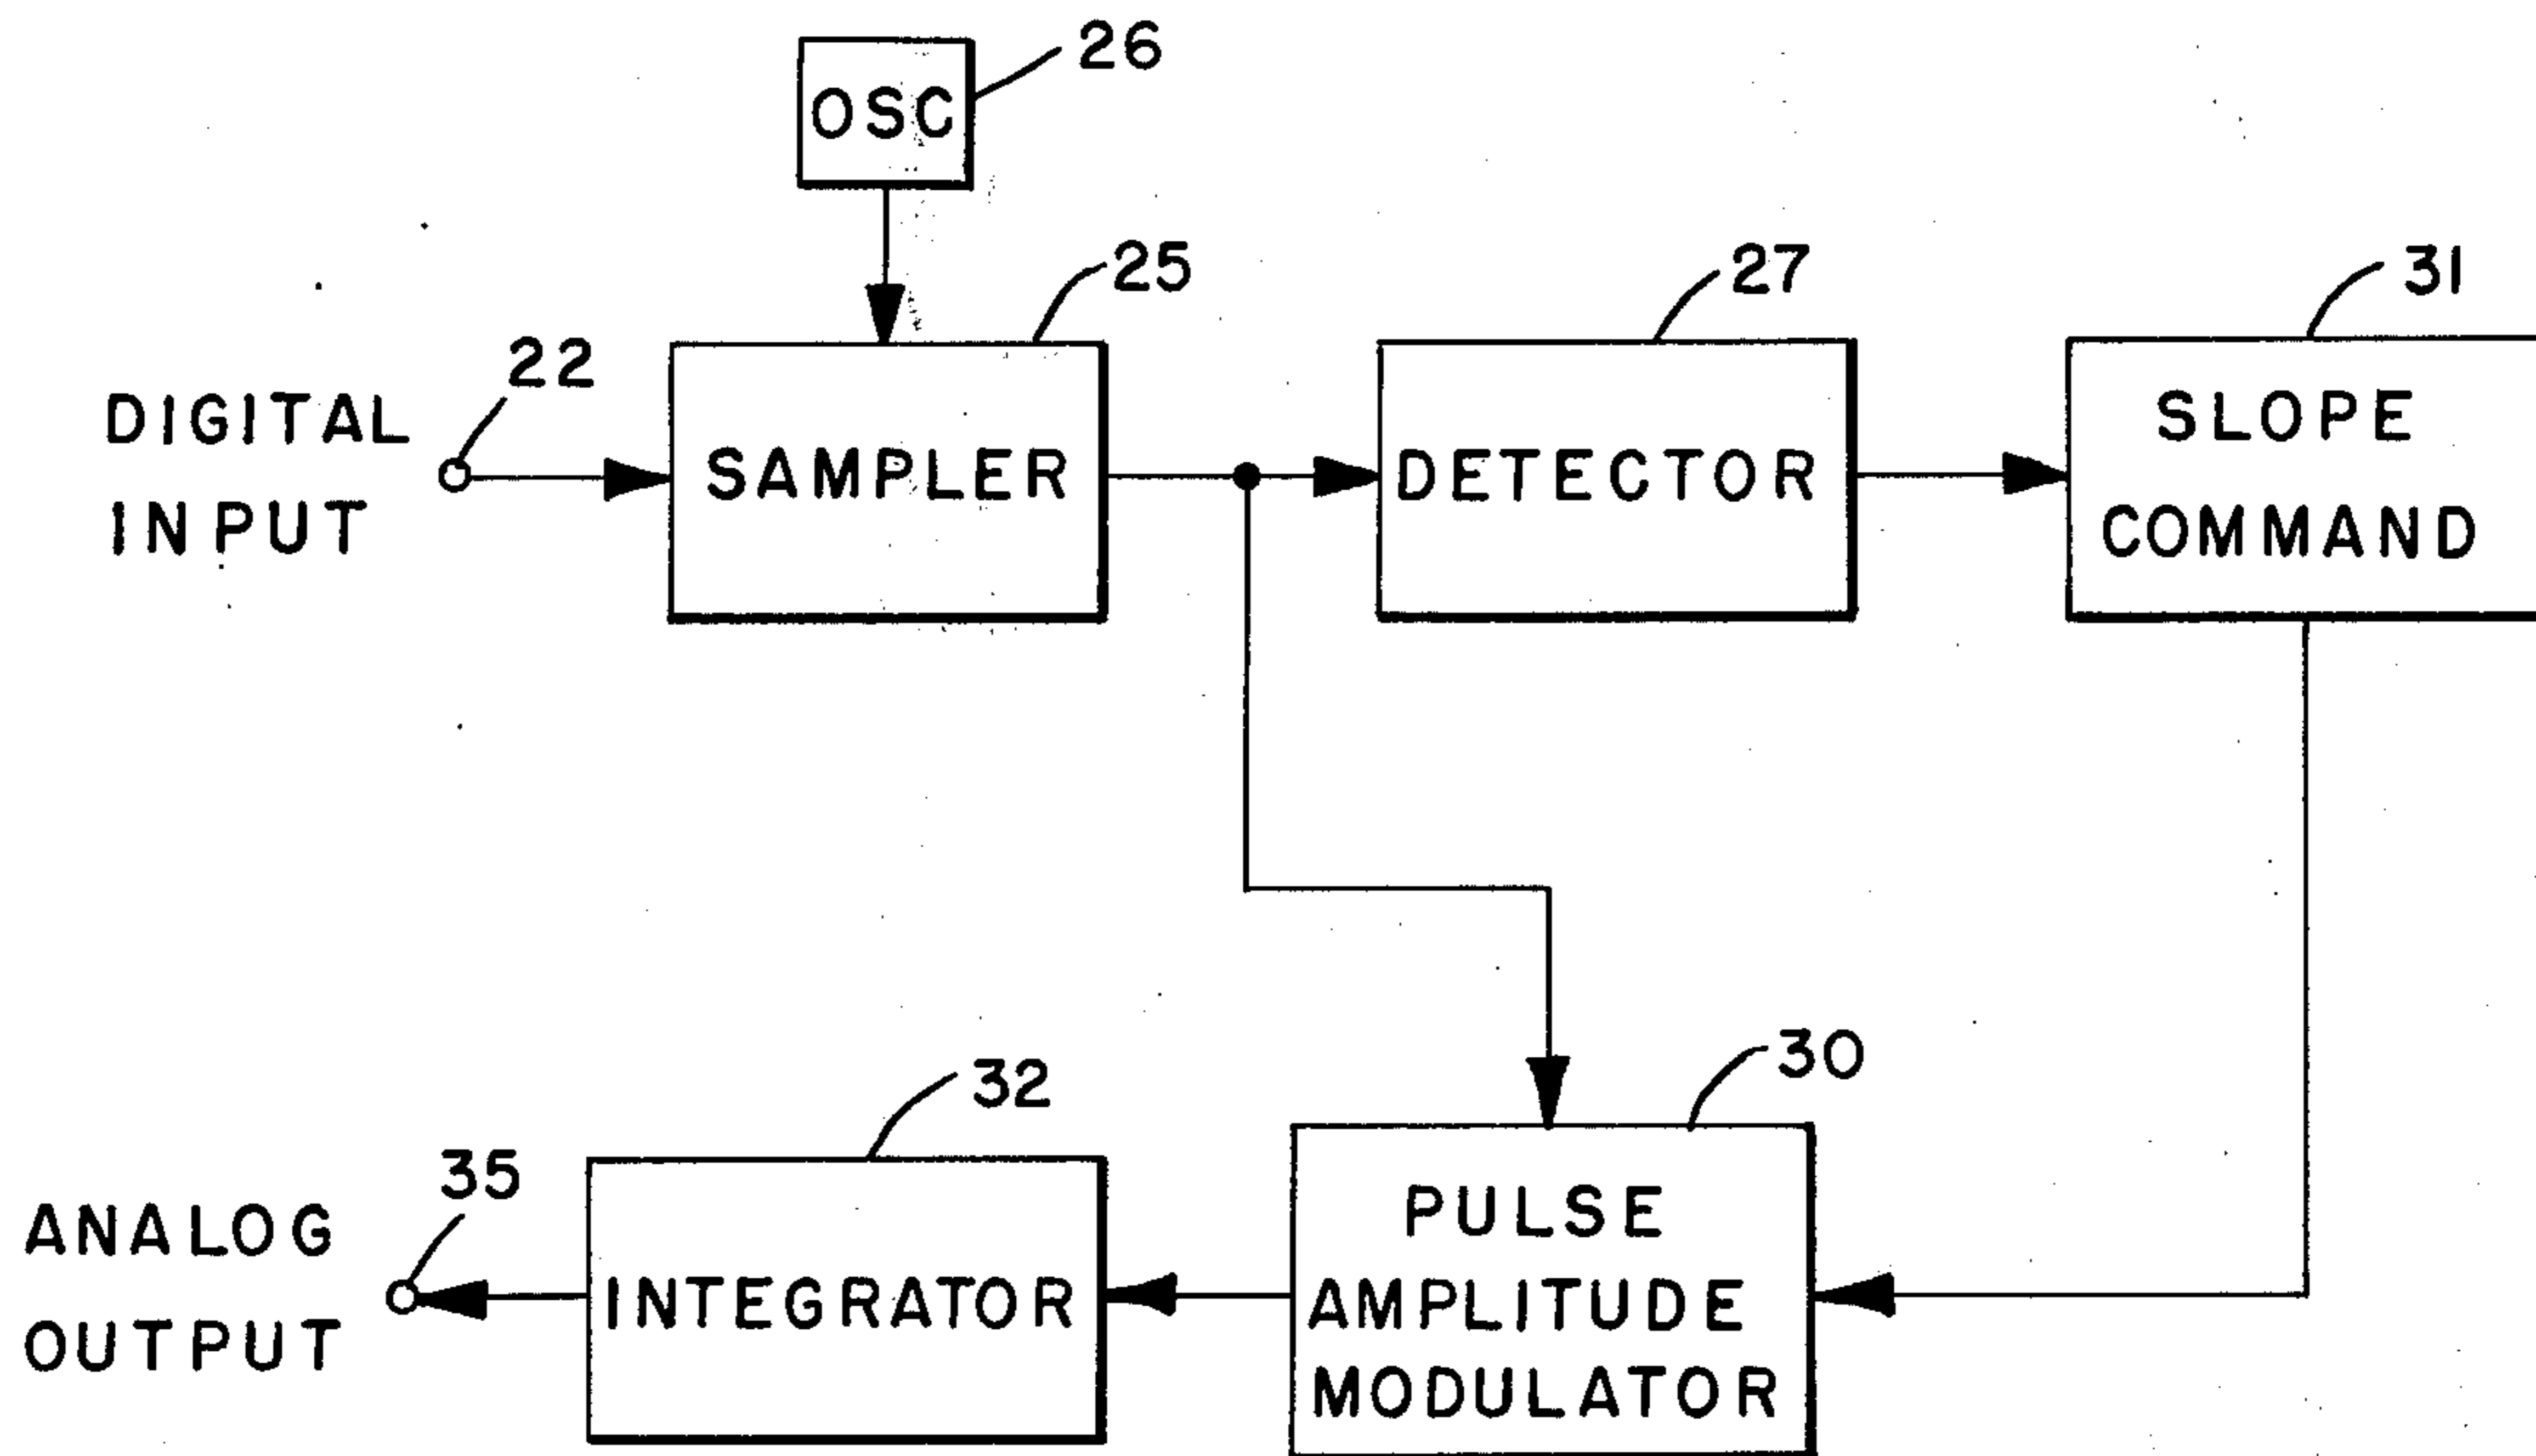 OSC
26
25
27
31
22
DIGITAL
INPUT
SAMPLER
DETECTOR
SLOPE
COMMAND
32
30
35
ANALOG
OUTPUT
INTEGRATOR
PULSE
AMPLITUDE
MODULATOR